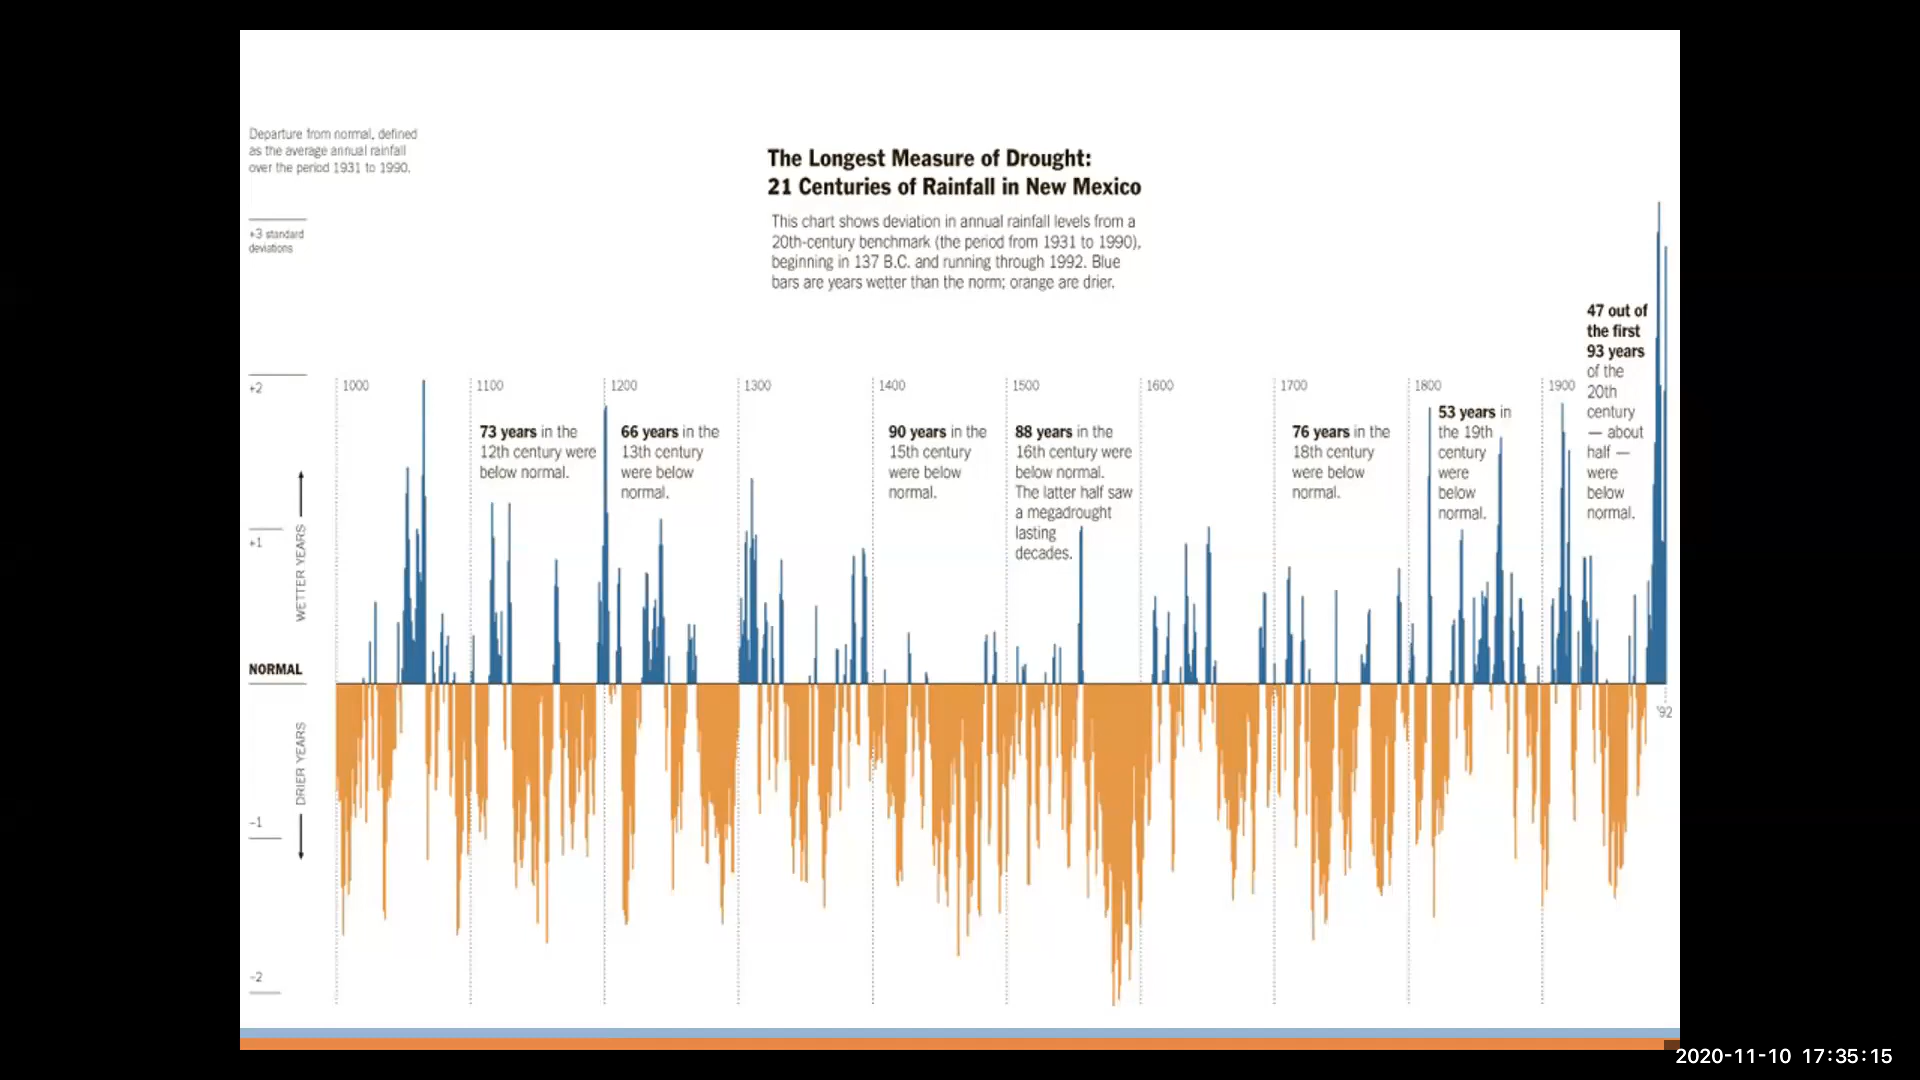 Departure from normal, defined
as the average annual rainfall
over the period 1931 to 1990.
The Longest Measure of Drought:
21 Centuries of Rainfall in New Mexico
This chart shows deviation in annual rainfall levels from a
20th-century benchmark (the period from 1931 to 1990),
beginning in 137 B.C. and running through 1992. Blue
bars are years wetter than the norm; orange are drier.
+3 standard
deviations
+2
+1
NORMAL
-1
-2
WETTER YEARS
DRIER YEARS
1000
1100
1200
1300
1400
1500
1600
1700
1800
1900
'92
73 years in the
12th century were
below normal.
66 years in the
13th century
were below
normal.
90 years in the
15th century
were below
normal.
88 years in the
16th century were
below normal.
The latter half saw
a megadrought
lasting
decades.
76 years in the
18th century
were below
normal.
53 years in
the 19th
century
were
below
normal.
47 out of
the first
93 years
of the
20th
century
— about
half —
were
below
normal.
2020-11-10 17:35:15